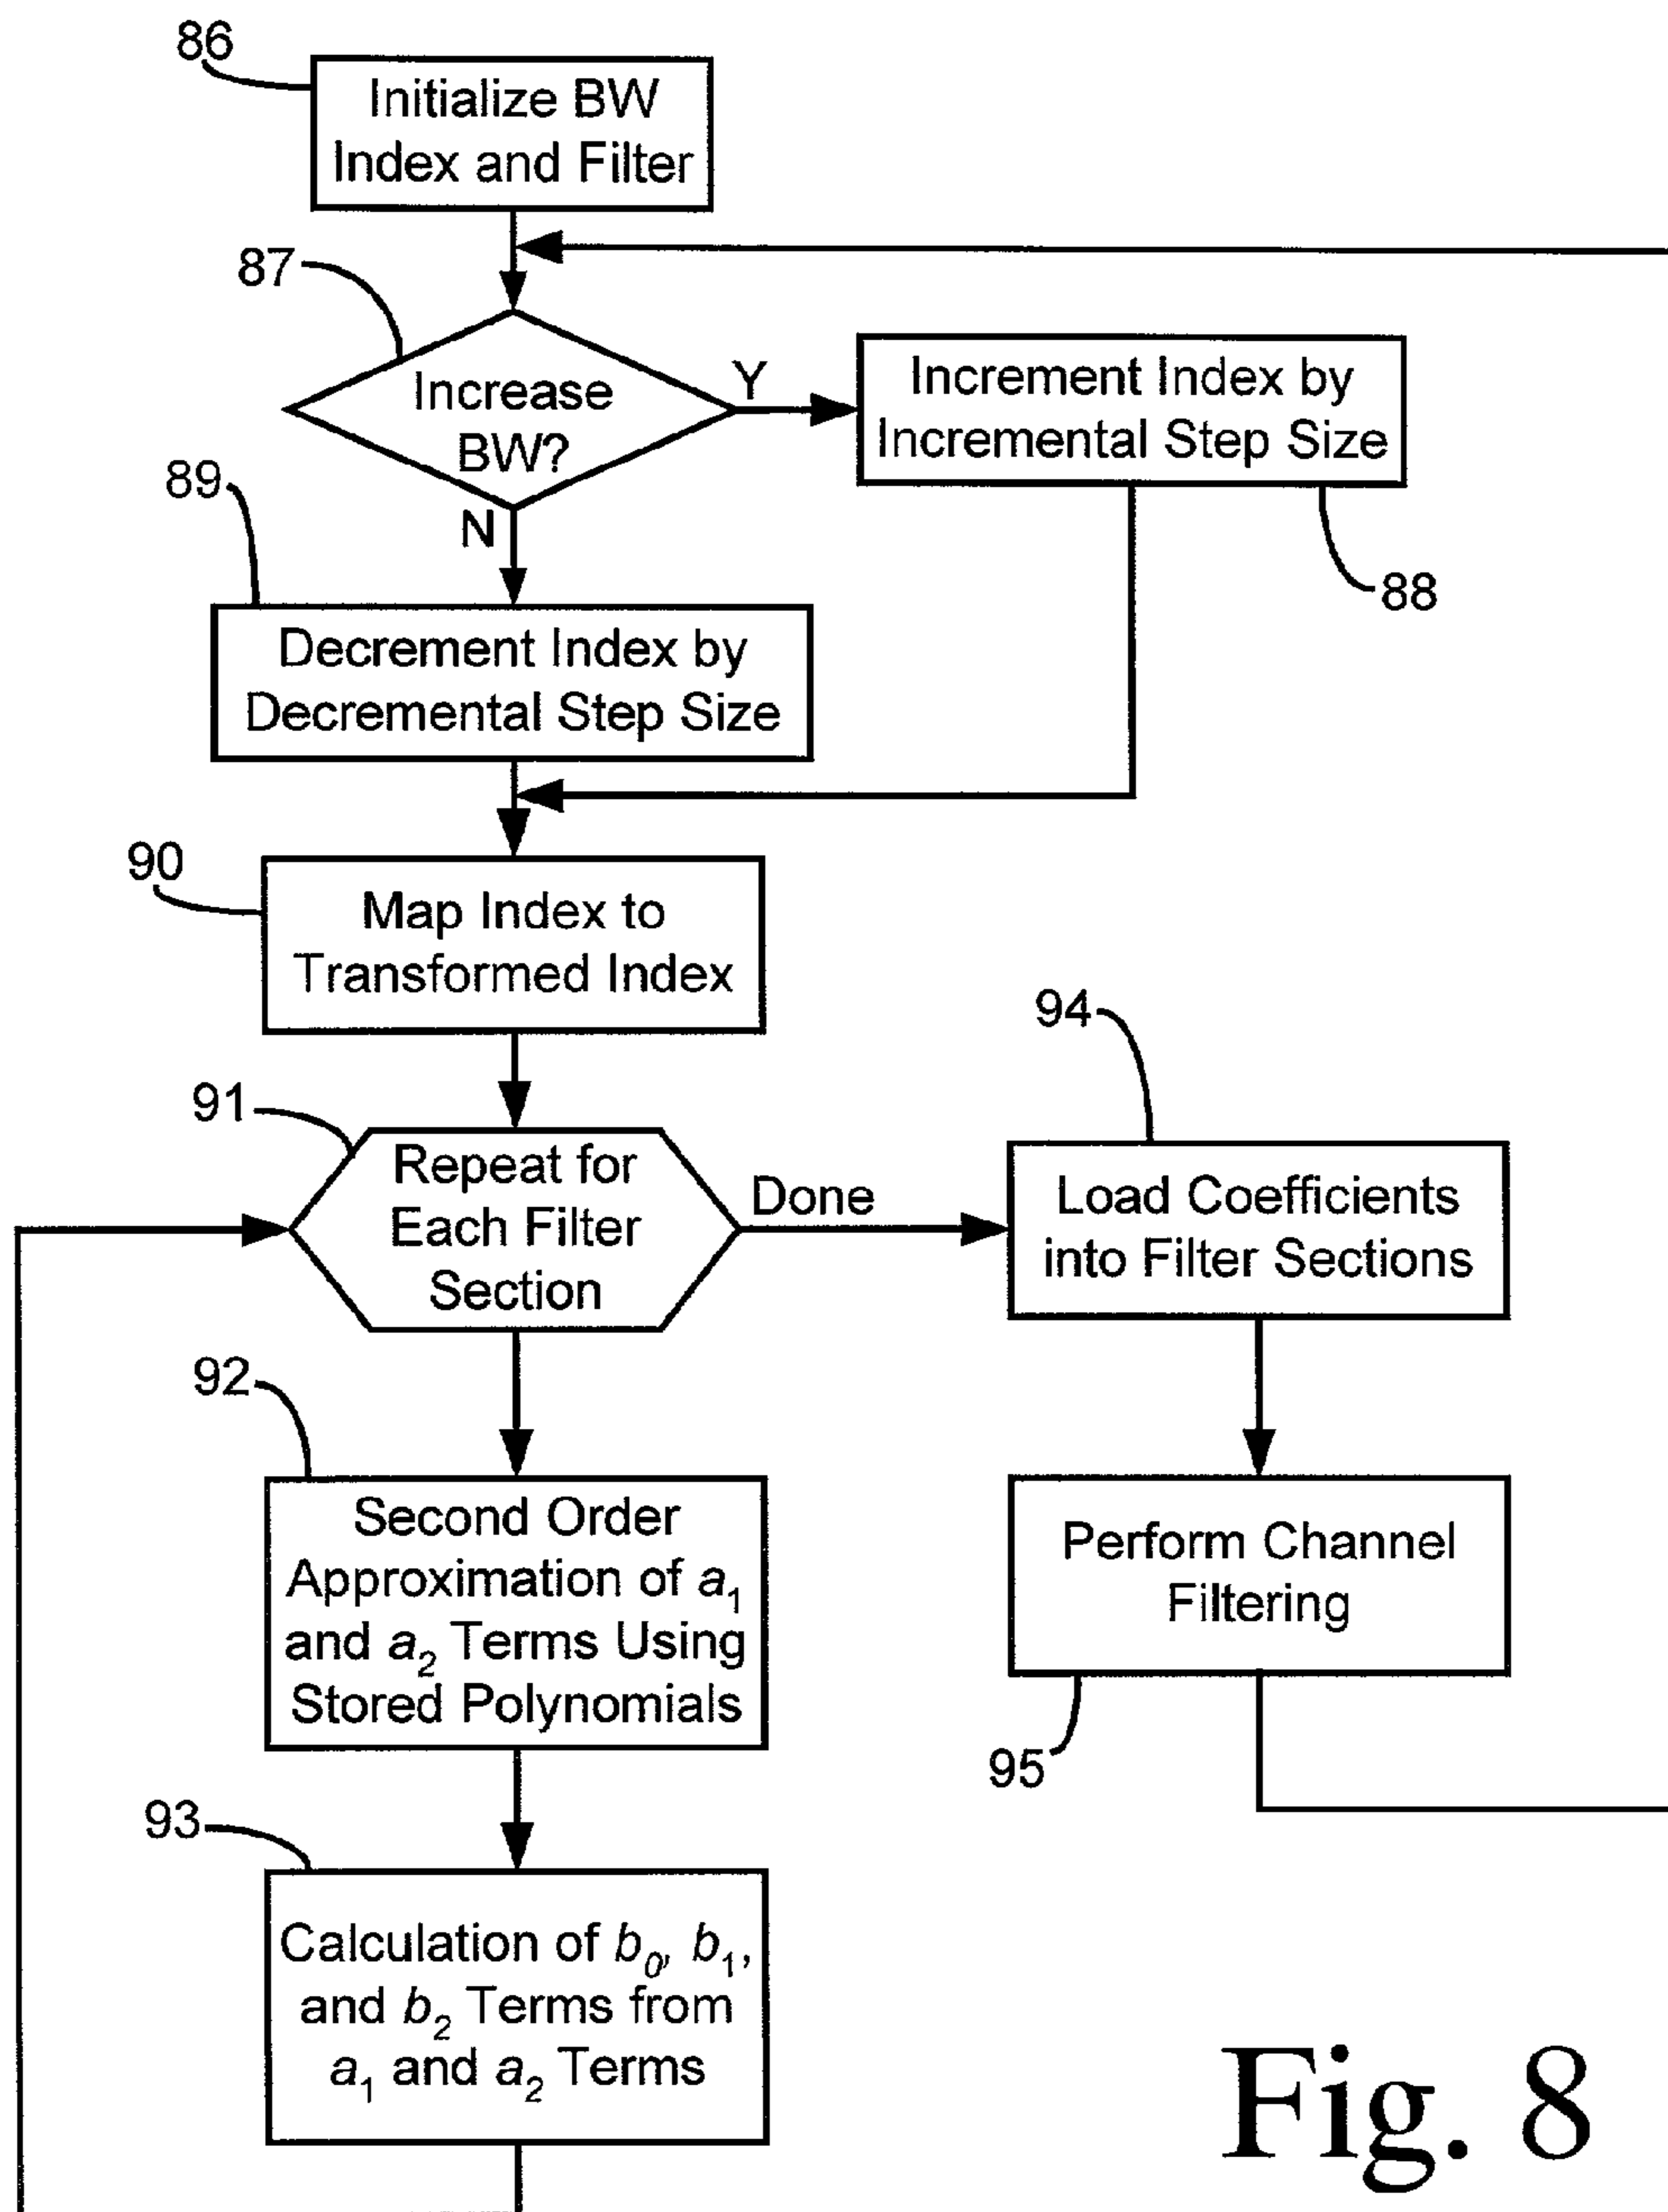 86
Initialize BW
Index and Filter
87
Increase
BW?
Y
Increment Index by
Incremental Step Size
88
N
89
Decrement Index by
Decremental Step Size
90
Map Index to
Transformed Index
91
Repeat for
Each Filter
Section
Done
94
Load Coefficients
into Filter Sections
92
Second Order
Approximation of a₁
and a₂ Terms Using
Stored Polynomials
Perform Channel
Filtering
95
93
Calculation of b₀, b₁,
and b₂ Terms from
a₁ and a₂ Terms
Fig. 8